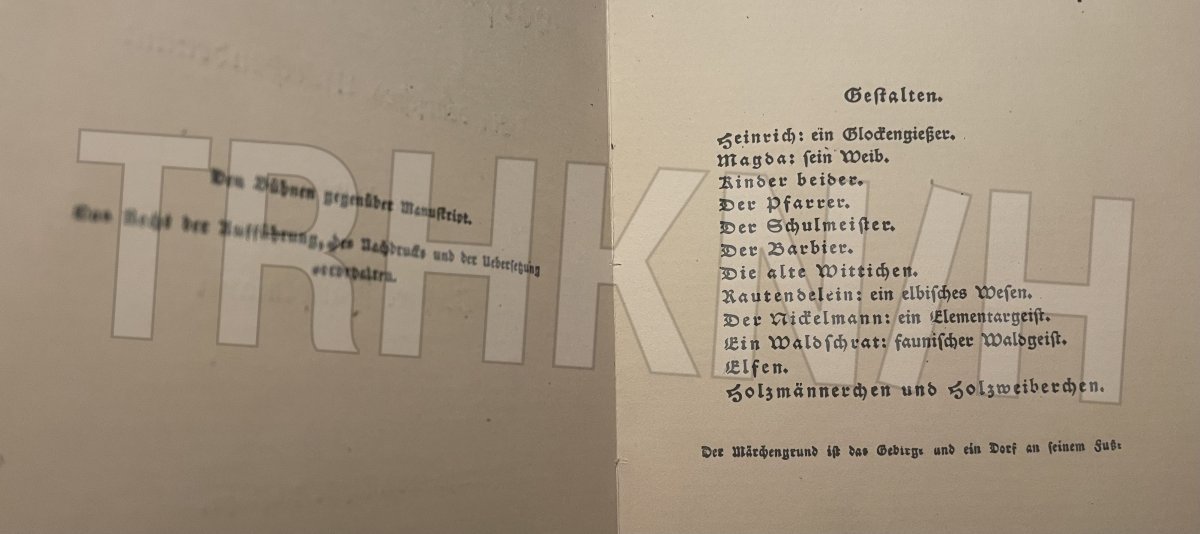 Den Bühnen gegenüber Manuskript.
Das Recht der Aufführung, des Nachdrucks und der Uebersetzung
vorbehalten.
Gestalten.
Heinrich: ein Glockengießer.
Magda: sein Weib.
Kinder beider.
Der Pfarrer.
Der Schulmeister.
Der Barbier.
Die alte Wittichen.
Rautendelein: ein elbisches Wesen.
Der Nickelmann: ein Elementargeist.
Ein Waldschrat: faunischer Waldgeist.
Elfen.
Holzmännerchen und Holzweiberchen.
Der Märchengrund ist das Gebirge und ein Dorf an seinem Fuße
TRHKN/H